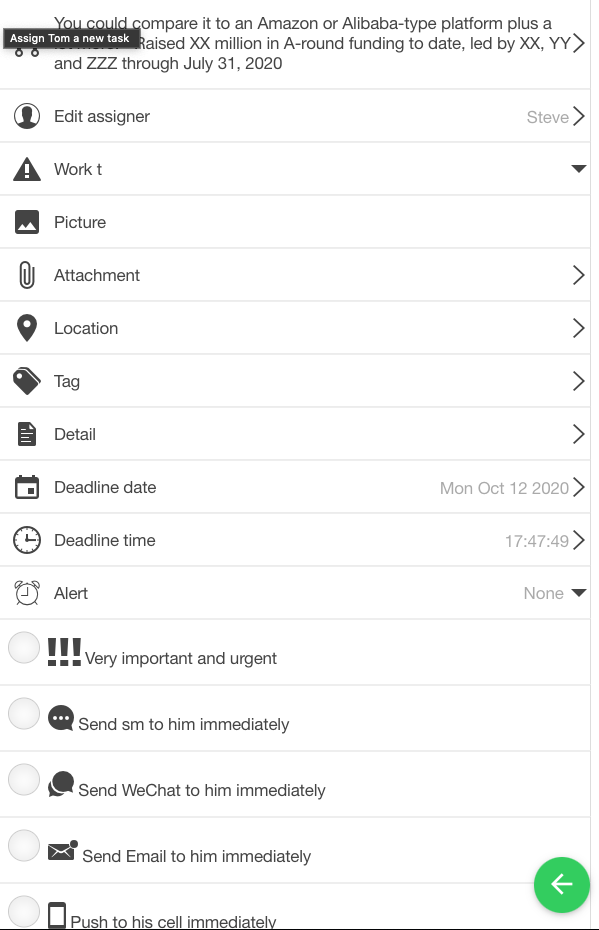 You could compare it to an Amazon or Alibaba-type platform plus a
Assign Tom a new task
Raised XX million in A-round funding to date, led by XX, YY
and ZZZ through July 31, 2020
Edit assigner Steve
Work t
Picture
Attachment
Location
Tag
Detail
Deadline date Mon Oct 12 2020
Deadline time 17:47:49
Alert None
!!! Very important and urgent
Send sm to him immediately
Send WeChat to him immediately
Send Email to him immediately
Push to his cell immediately